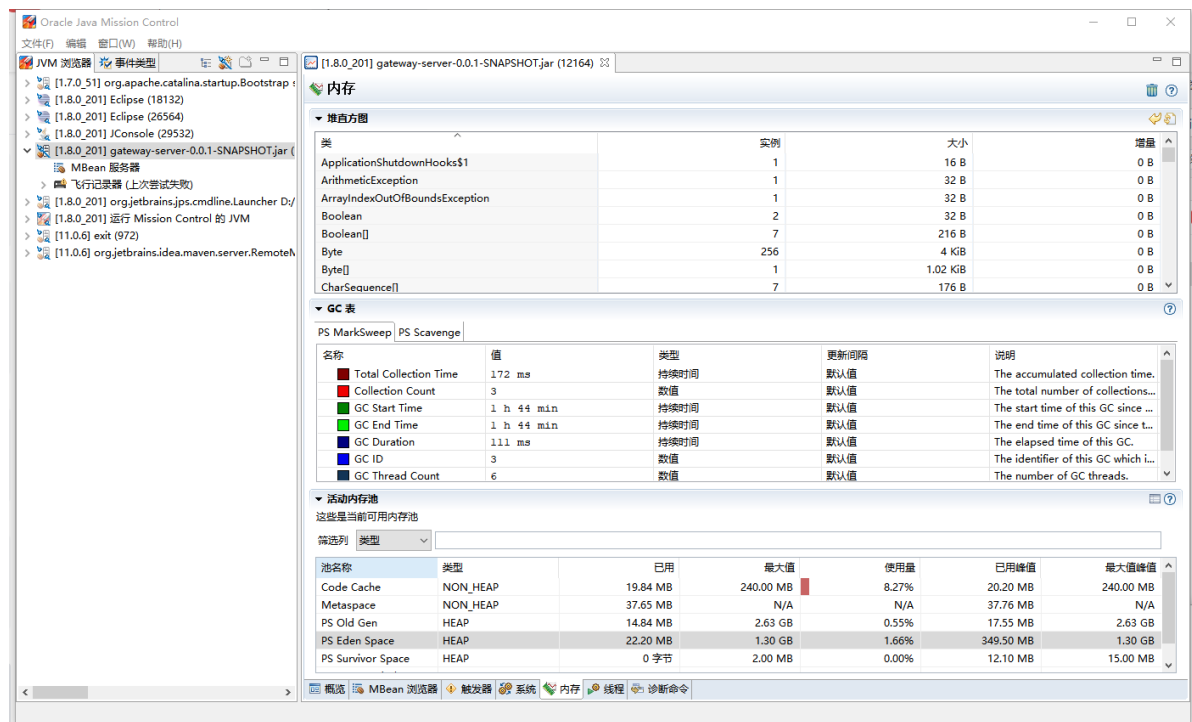 Oracle Java Mission Control
文件(F) 编辑 窗口(W) 帮助(H)
JVM 浏览器 事件类型
[1.7.0_51] org.apache.catalina.startup.Bootstrap s
[1.8.0_201] Eclipse (18132)
[1.8.0_201] Eclipse (26564)
[1.8.0_201] JConsole (29532)
[1.8.0_201] gateway-server-0.0.1-SNAPSHOT.jar (
MBean 服务器
飞行记录器 (上次尝试失败)
[1.8.0_201] org.jetbrains.jps.cmdline.Launcher D:/
[1.8.0_201] 运行 Mission Control 的 JVM
[11.0.6] exit (972)
[11.0.6] org.jetbrains.idea.maven.server.RemoteM
[1.8.0_201] gateway-server-0.0.1-SNAPSHOT.jar (12164)
内存
堆直方图
类 实例 大小 增量
ApplicationShutdownHooks$1 1 16 B 0 B
ArithmeticException 1 32 B 0 B
ArrayIndexOutOfBoundsException 1 32 B 0 B
Boolean 2 32 B 0 B
Boolean[] 7 216 B 0 B
Byte 256 4 KiB 0 B
Byte[] 1 1.02 KiB 0 B
CharSequence[] 7 176 B 0 B
GC 表
PS MarkSweep PS Scavenge
名称 值 类型 更新间隔 说明
Total Collection Time 172 ms 持续时间 默认值 The accumulated collection time.
Collection Count 3 数值 默认值 The total number of collections...
GC Start Time 1 h 44 min 持续时间 默认值 The start time of this GC since ...
GC End Time 1 h 44 min 持续时间 默认值 The end time of this GC since t...
GC Duration 111 ms 持续时间 默认值 The elapsed time of this GC.
GC ID 3 数值 默认值 The identifier of this GC which i...
GC Thread Count 6 数值 默认值 The number of GC threads.
活动内存池
这些是当前可用内存池
筛选列 类型
池名称 类型 已用 最大值 使用量 已用峰值 最大值峰值
Code Cache NON_HEAP 19.84 MB 240.00 MB 8.27% 20.20 MB 240.00 MB
Metaspace NON_HEAP 37.65 MB N/A N/A 37.76 MB N/A
PS Old Gen HEAP 14.84 MB 2.63 GB 0.55% 17.55 MB 2.63 GB
PS Eden Space HEAP 22.20 MB 1.30 GB 1.66% 349.50 MB 1.30 GB
PS Survivor Space HEAP 0 字节 2.00 MB 0.00% 12.10 MB 15.00 MB
概览 MBean 浏览器 触发器 系统 内存 线程 诊断命令